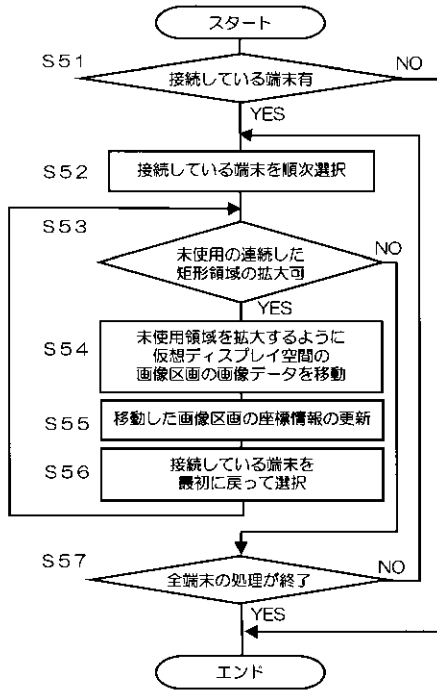 スタート
S51
接続している端末有
NO
YES
S52
接続している端末を順次選択
S53
未使用の連続した
矩形領域の拡大可
NO
YES
S54
未使用領域を拡大するように
仮想ディスプレイ空間の
画像区画の画像データを移動
S55
移動した画像区画の座標情報の更新
S56
接続している端末を
最初に戻って選択
S57
全端末の処理が終了
NO
YES
エンド